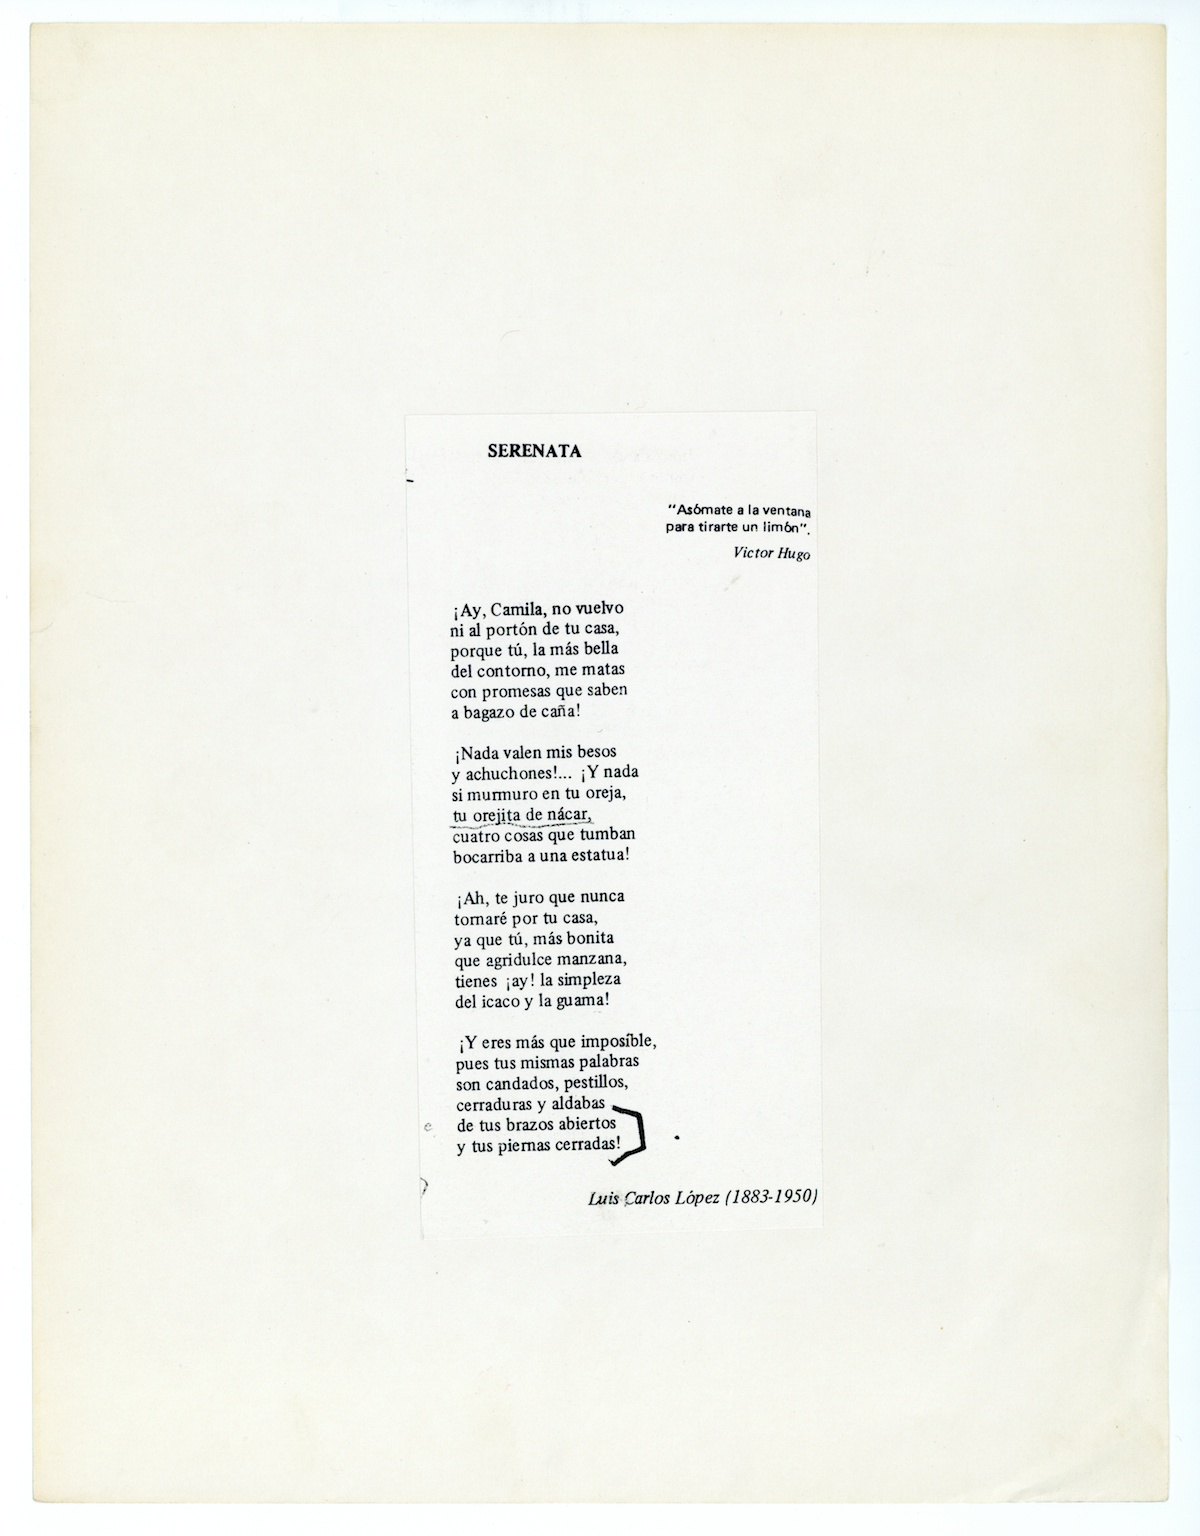 SERENATA
"Asómate a la ventana
para tirarte un limón".
Victor Hugo
¡Ay, Camila, no vuelvo
ni al portón de tu casa,
porque tú, la más bella
del contorno, me matas
con promesas que saben
a bagazo de caña!
¡Nada valen mis besos
y achuchones!... ¡Y nada
si murmuro en tu oreja,
tu orejita de nácar,
cuatro cosas que tumban
bocarriba a una estatua!
¡Ah, te juro que nunca
tornaré por tu casa,
ya que tú, más bonita
que agridulce manzana,
tienes ¡ay! la simpleza
del icaco y la guama!
¡Y eres más que imposíble,
pues tus mismas palabras
son candados, pestillos,
cerraduras y aldabas
de tus brazos abiertos
y tus piernas cerradas!
Luis Carlos López (1883-1950)